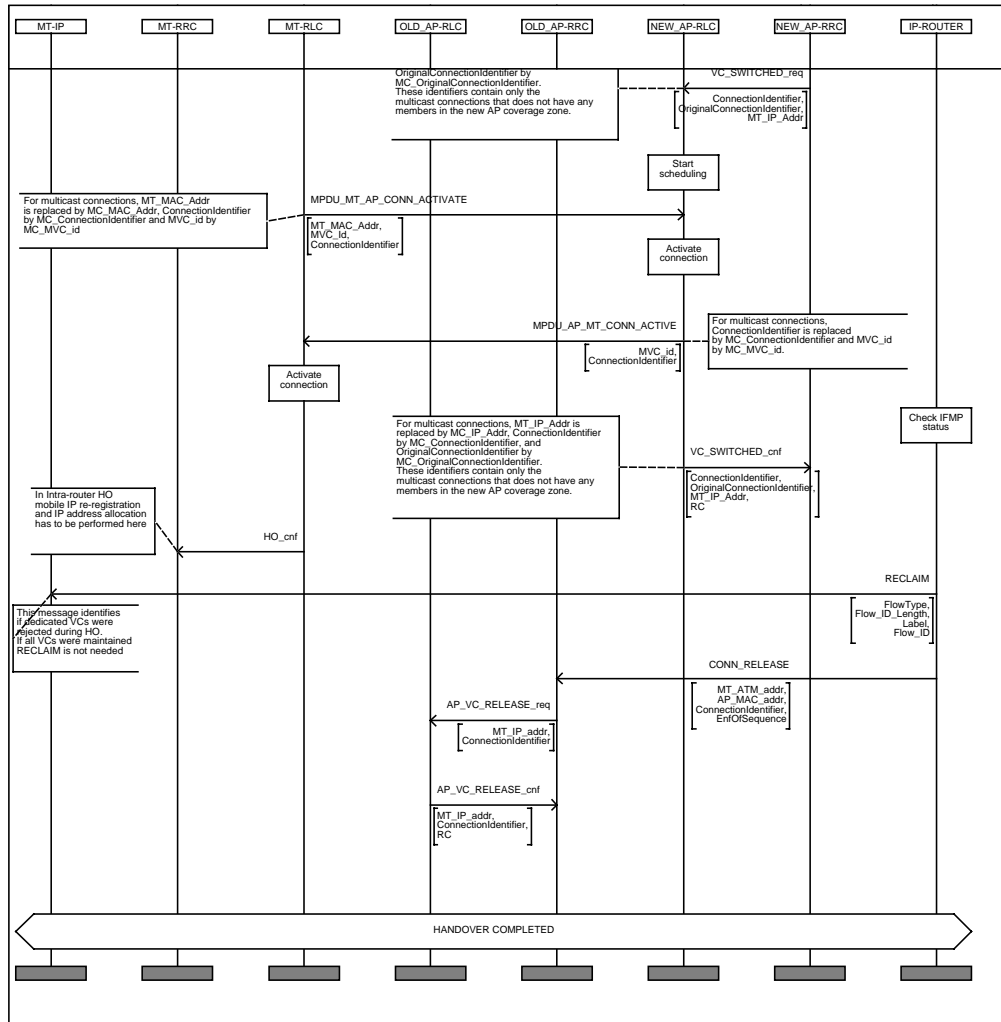 MT-IP MT-RRC MT-RLC OLD_AP-RLC OLD_AP-RRC NEW_AP-RLC NEW_AP-RRC IP-ROUTER
OriginalConnectionIdentifier by
MC_OriginalConnectionIdentifier.
These identifiers contain only the
multicast connections that does not have any
members in the new AP coverage zone.
VC_SWITCHED_req
ConnectionIdentifier,
OriginalConnectionIdentifier,
MT_IP_Addr
Start
scheduling
For multicast connections, MT_MAC_Addr
is replaced by MC_MAC_Addr, ConnectionIdentifier
by MC_ConnectionIdentifier and MVC_id by
MC_MVC_id
MPDU_MT_AP_CONN_ACTIVATE
MT_MAC_Addr,
MVC_Id,
ConnectionIdentifier
Activate
connection
MPDU_AP_MT_CONN_ACTIVE
MVC_id,
ConnectionIdentifier
For multicast connections,
ConnectionIdentifier is replaced
by MC_ConnectionIdentifier and MVC_id
by MC_MVC_id.
Activate
connection
Check IFMP
status
For multicast connections, MT_IP_Addr is
replaced by MC_IP_Addr, ConnectionIdentifier
by MC_ConnectionIdentifier, and
OriginalConnectionIdentifier by
MC_OriginalConnectionIdentifier.
These identifiers contain only the
multicast connections that does not have any
members in the new AP coverage zone.
VC_SWITCHED_cnf
ConnectionIdentifier,
OriginalConnectionIdentifier,
MT_IP_Addr,
RC
In Intra-router HO
mobile IP re-registration
and IP address allocation
has to be performed here
HO_cnf
RECLAIM
FlowType,
Flow_ID_Length,
Label,
Flow_ID
This message identifies
if dedicated VCs were
rejected during HO.
If all VCs were maintained
RECLAIM is not needed
CONN_RELEASE
MT_ATM_addr,
AP_MAC_addr,
ConnectionIdentifier,
EnfOfSequence
AP_VC_RELEASE_req
MT_IP_addr,
ConnectionIdentifier
AP_VC_RELEASE_cnf
MT_IP_addr,
ConnectionIdentifier,
RC
HANDOVER COMPLETED